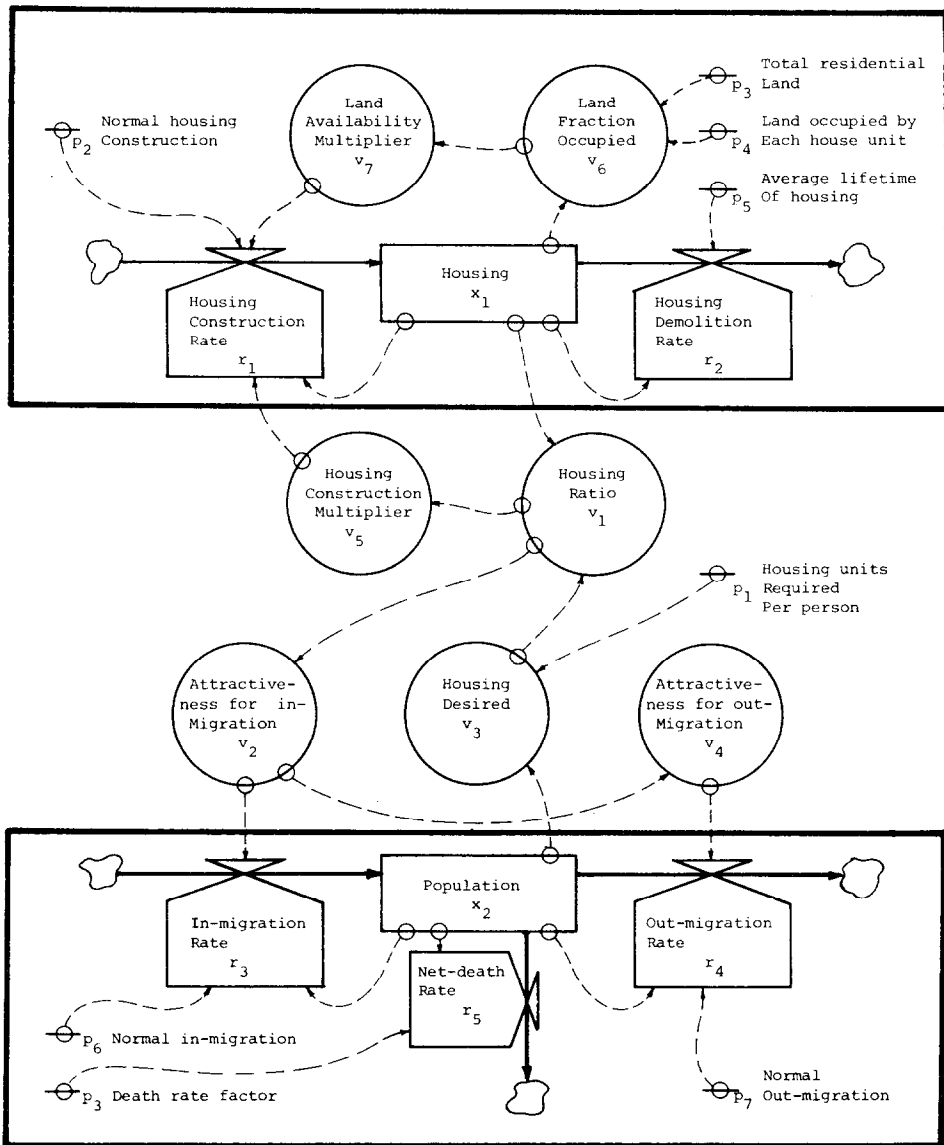 Total residential
p3 Land
Land
Availability
Multiplier
v7
Land
Fraction
Occupied
v6
Normal housing
p2 Construction
Land occupied by
p4 Each house unit
Average lifetime
p5 Of housing
Housing
x1
Housing
Construction
Rate
r1
Housing
Demolition
Rate
r2
Housing
Construction
Multiplier
v5
Housing
Ratio
v1
Housing units
p1 Required
Per person
Attractive-
ness for in-
Migration
v2
Housing
Desired
v3
Attractive-
ness for out-
Migration
v4
Population
x2
In-migration
Rate
r3
Net-death
Rate
r5
Out-migration
Rate
r4
p6 Normal in-migration
p3 Death rate factor
Normal
p7 Out-migration